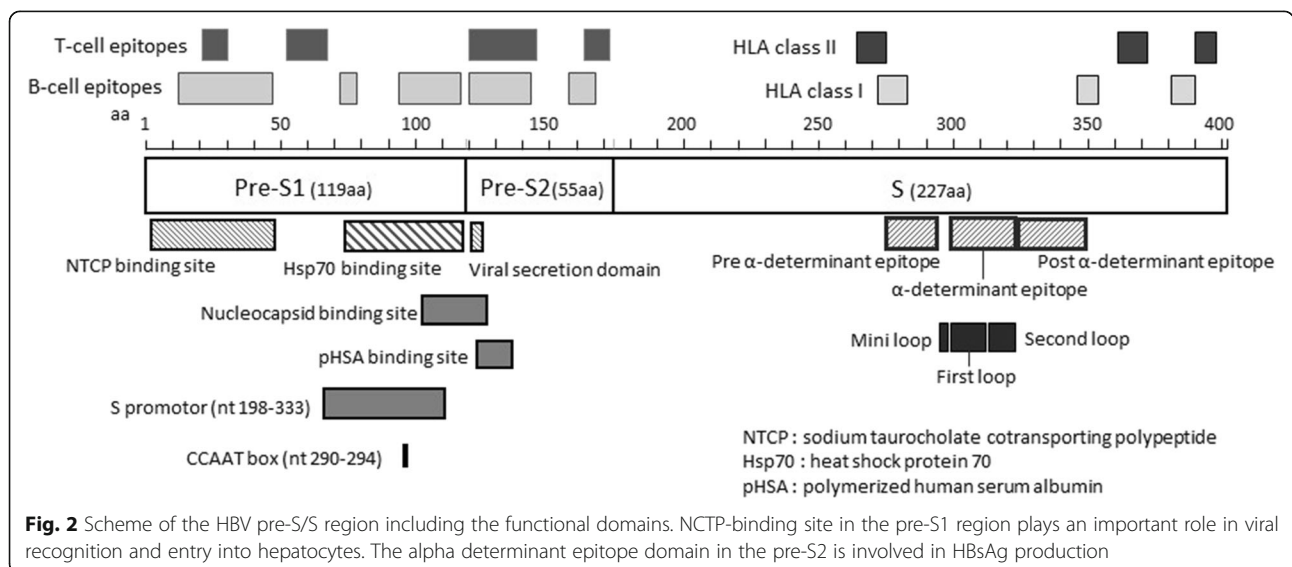 T-cell epitopes
HLA class II
B-cell epitopes
HLA class I
aa
1 50 100 150 200 250 300 350 400
Pre-S1 (119aa) Pre-S2 (55aa) S (227aa)
NTCP binding site Hsp70 binding site Viral secretion domain Pre α-determinant epitope Post α-determinant epitope
α-determinant epitope
Nucleocapsid binding site
Mini loop Second loop
pHSA binding site
First loop
S promotor (nt 198-333)
CCAAT box (nt 290-294)
NTCP : sodium taurocholate cotransporting polypeptide
Hsp70 : heat shock protein 70
pHSA : polymerized human serum albumin
Fig. 2 Scheme of the HBV pre-S/S region including the functional domains. NCTP-binding site in the pre-S1 region plays an important role in viral
recognition and entry into hepatocytes. The alpha determinant epitope domain in the pre-S2 is involved in HBsAg production